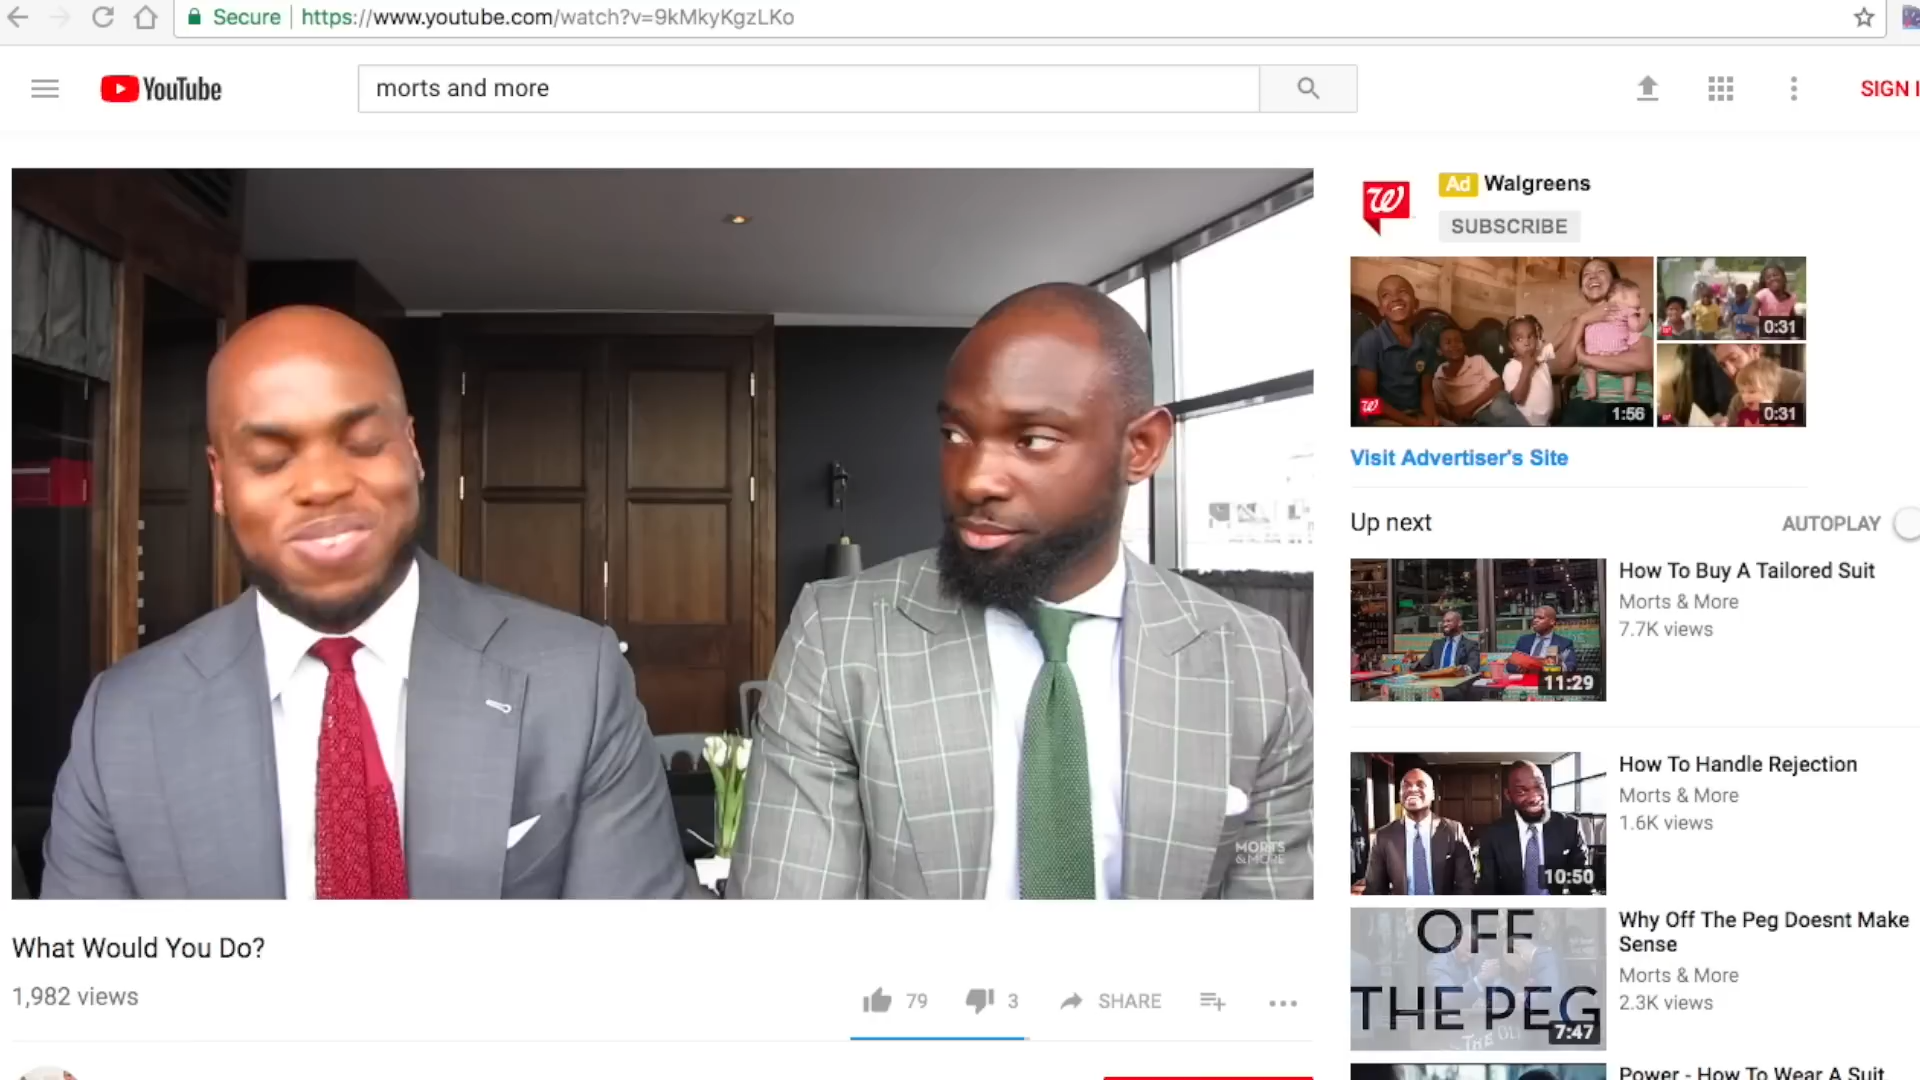 Secure https://www.youtube.com/watch?v=9kMkyKgzLKo
YouTube
morts and more
SIGN I
Ad Walgreens
SUBSCRIBE
0:31
1:56
0:31
Visit Advertiser's Site
Up next
AUTOPLAY
How To Buy A Tailored Suit
Morts & More
7.7K views
11:29
How To Handle Rejection
Morts & More
1.6K views
10:50
OFF
THE PEG
7:47
Why Off The Peg Doesnt Make
Sense
Morts & More
2.3K views
Power - How To Wear A Suit
MORTS
&MORE
What Would You Do?
1,982 views
79
3
SHARE